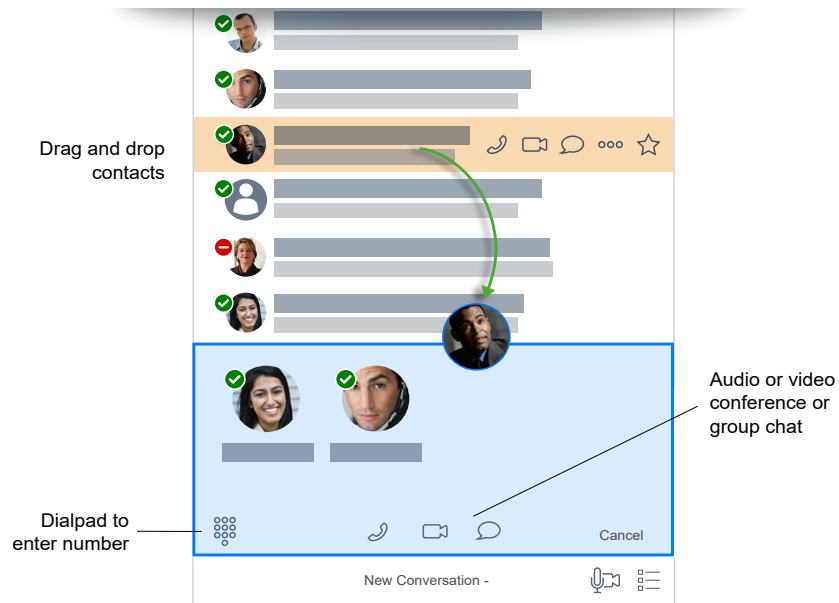 Drag and drop
contacts
Audio or video
conference or
group chat
Dialpad to
enter number
Cancel
New Conversation -